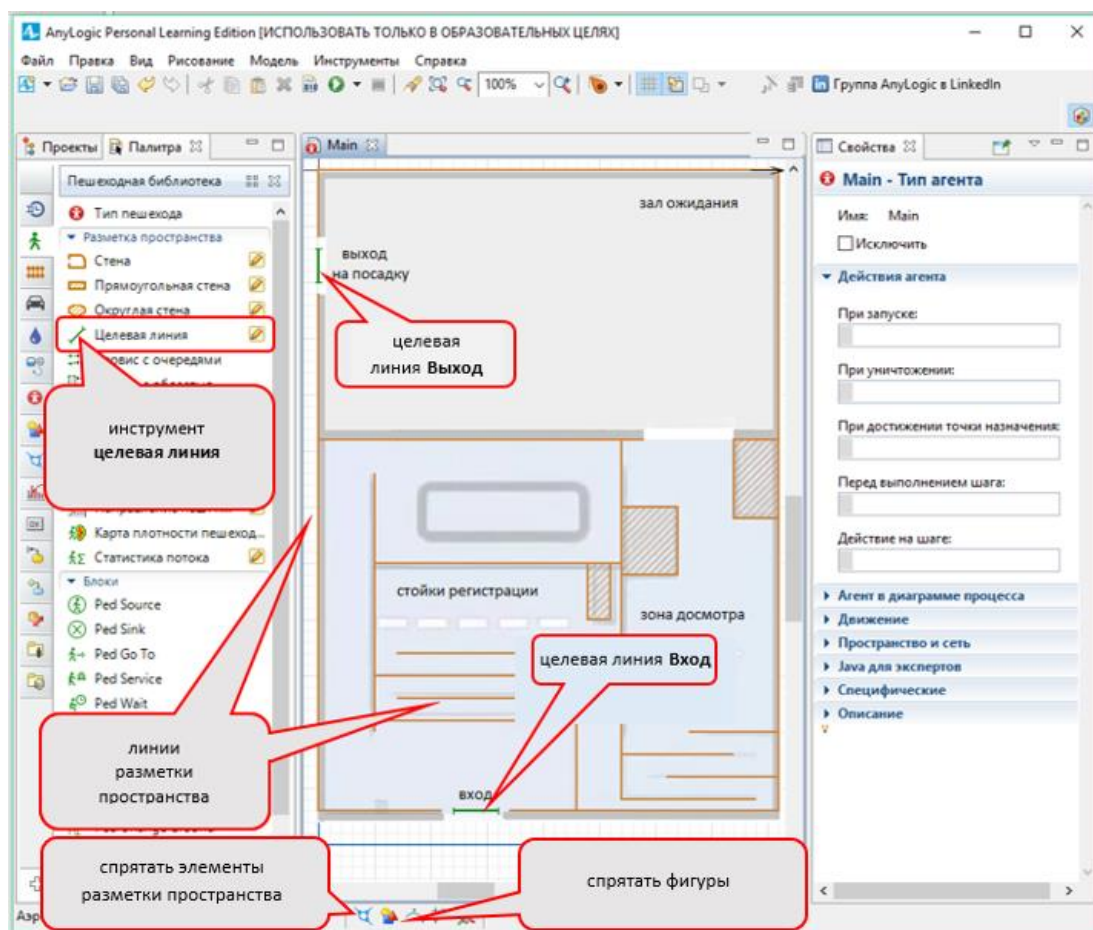 AnyLogic Personal Learning Edition [ИСПОЛЬЗОВАТЬ ТОЛЬКО В ОБРАЗОВАТЕЛЬНЫХ ЦЕЛЯХ]
Файл Правка Вид Рисование Модель Инструменты Справка
100% Группа AnyLogic в LinkedIn
Проекты Палитра
Пешеходная библиотека
Тип пешехода
Разметка пространства
Стена
Прямоугольная стена
Округлая стена
Целевая линия
с очередями
инструмент
целевая линия
Карта плотности пешеход...
Статистика потока
Блоки
Ped Source
Ped Sink
Ped Go To
Ped Service
Ped Wait
линии
разметки
пространства
спрятать элементы
разметки пространства
Аэр
Main
зал ожидания
выход
на посадку
целевая
линия Выход
стойки регистрации
зона досмотра
целевая линия Вход
вход
спрятать фигуры
Свойства
Main - Тип агента
Имя: Main
Исключить
Действия агента
При запуске:
При уничтожении:
При достижении точки назначения:
Перед выполнением шага:
Действие на шаге:
Агент в диаграмме процесса
Движение
Пространство и сеть
Java для экспертов
Специфические
Описание